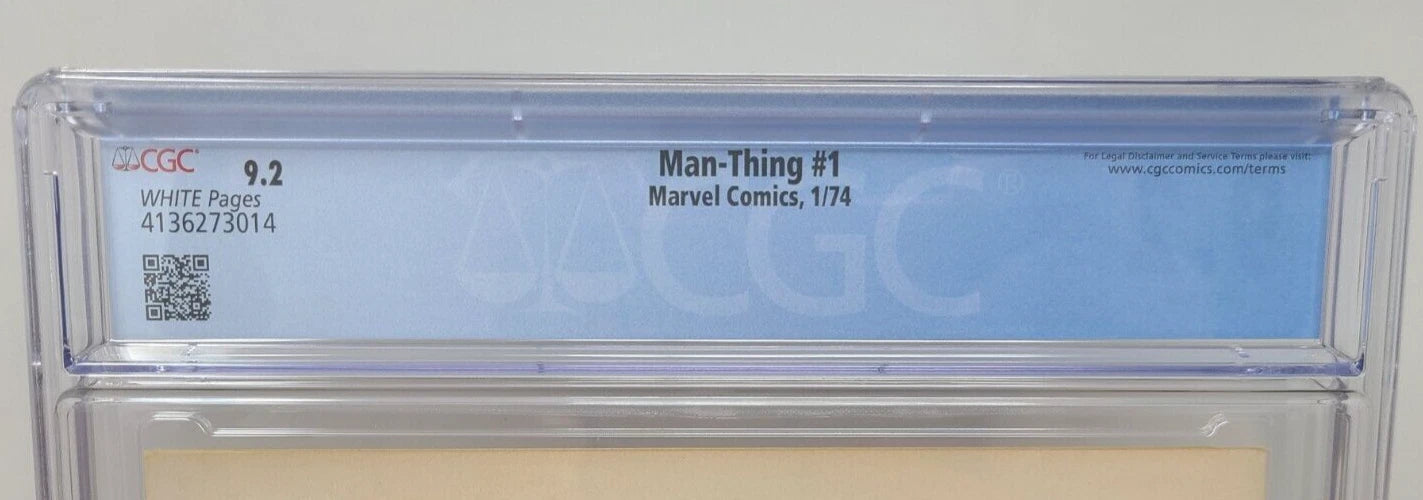 CGC
9.2
WHITE Pages
4136273014
Man-Thing #1
Marvel Comics, 1/74
For Legal Disclaimer and Service Terms please visit:
www.cgccomics.com/terms
CGC®